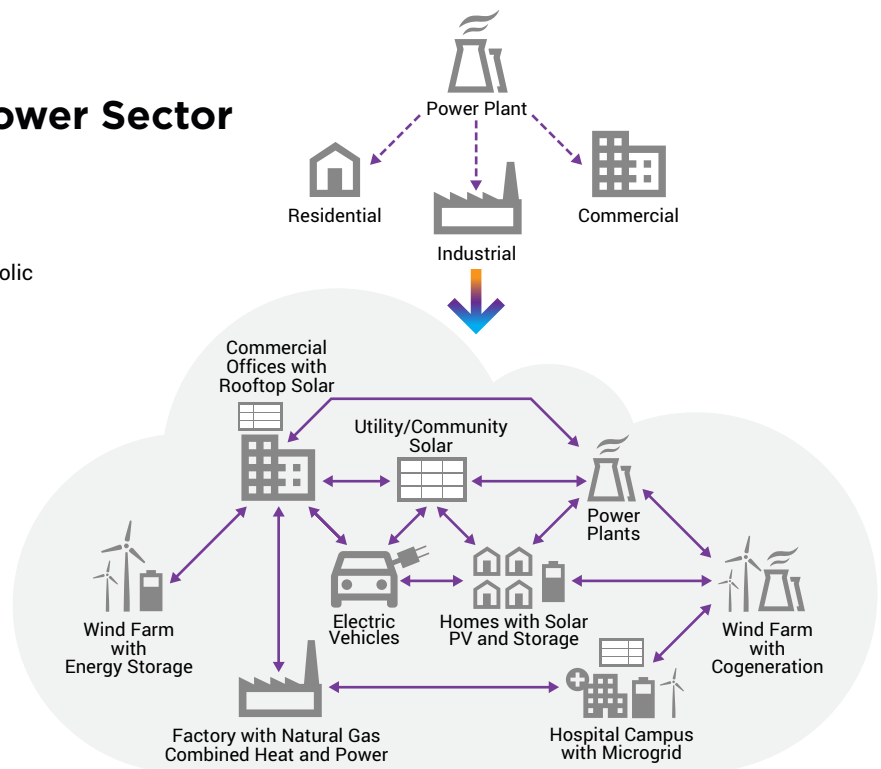 Power Plant
ower Sector
Residential
Commercial
Industrial
olic
Commercial
Offices with
Rooftop Solar
Utility/Community
Solar
Power
Plants
Wind Farm
with
Energy Storage
Electric
Vehicles
Homes with Solar
PV and Storage
Wind Farm
with
Cogeneration
Factory with Natural Gas
Combined Heat and Power
Hospital Campus
with Microgrid